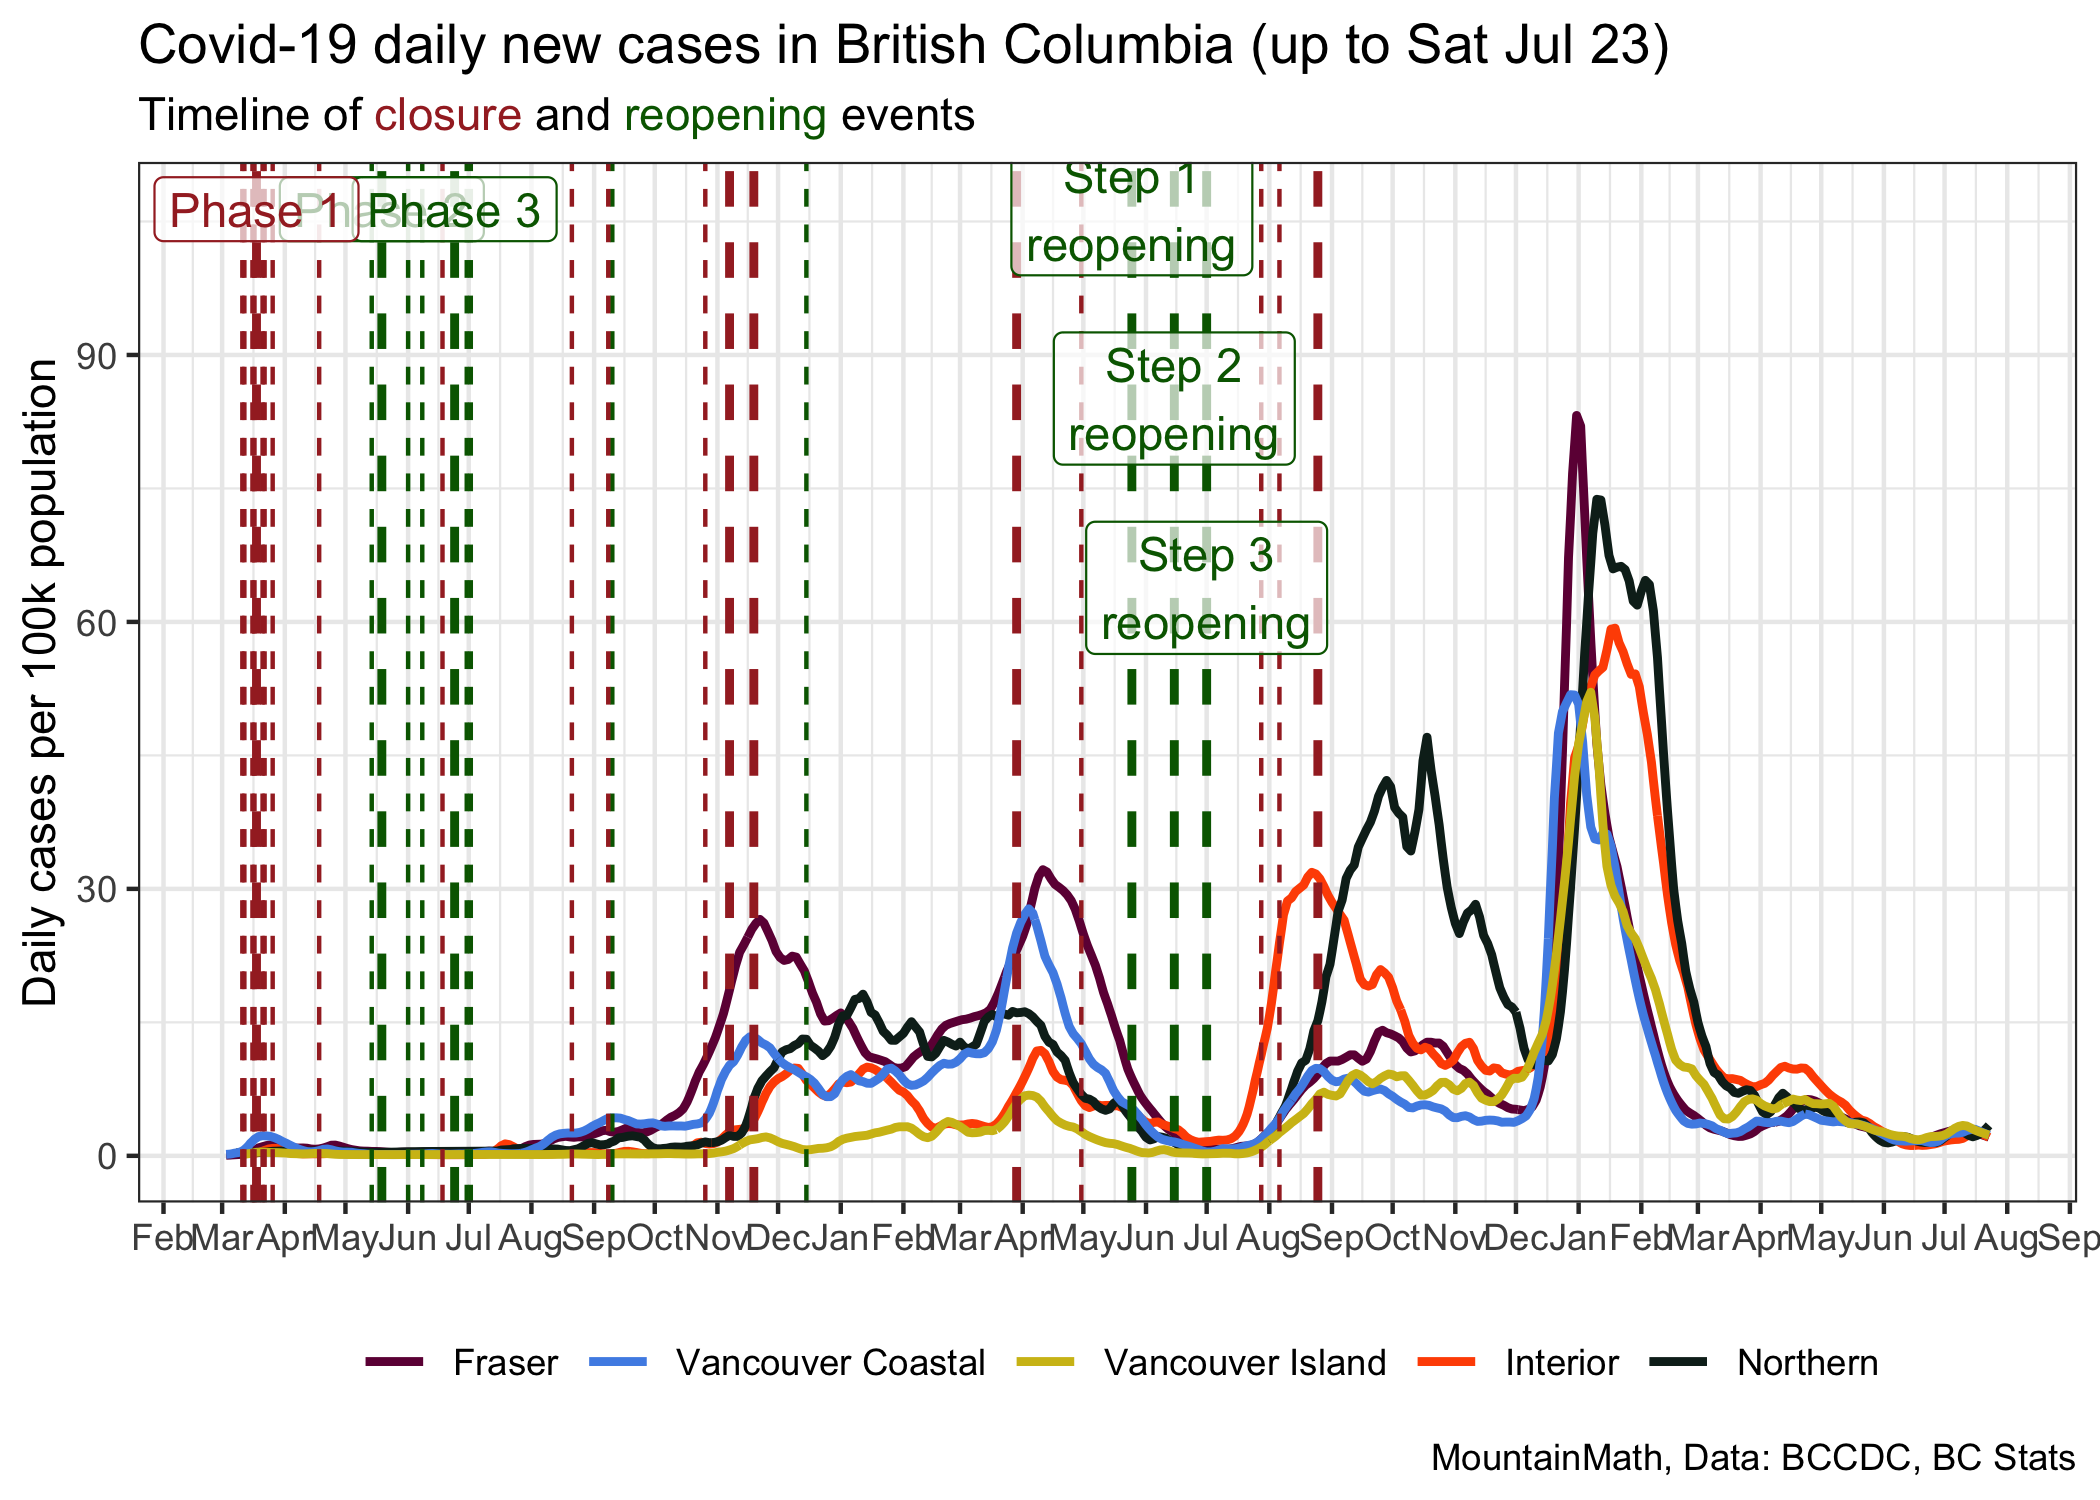 Covid-19 daily new cases in British Columbia (up to Sat Jul 23)
Timeline of closure and reopening events
Phase 1 Phase 2 Phase 3
Step 1
reopening
Step 2
reopening
Step 3
reopening
Daily cases per 100k population
90
60
30
0
Feb Mar Apr May Jun Jul Aug Sep Oct Nov Dec Jan Feb Mar Apr May Jun Jul Aug Sep Oct Nov Dec Jan Feb Mar Apr May Jun Jul Aug Sep
Fraser Vancouver Coastal Vancouver Island Interior Northern
MountainMath, Data: BCCDC, BC Stats